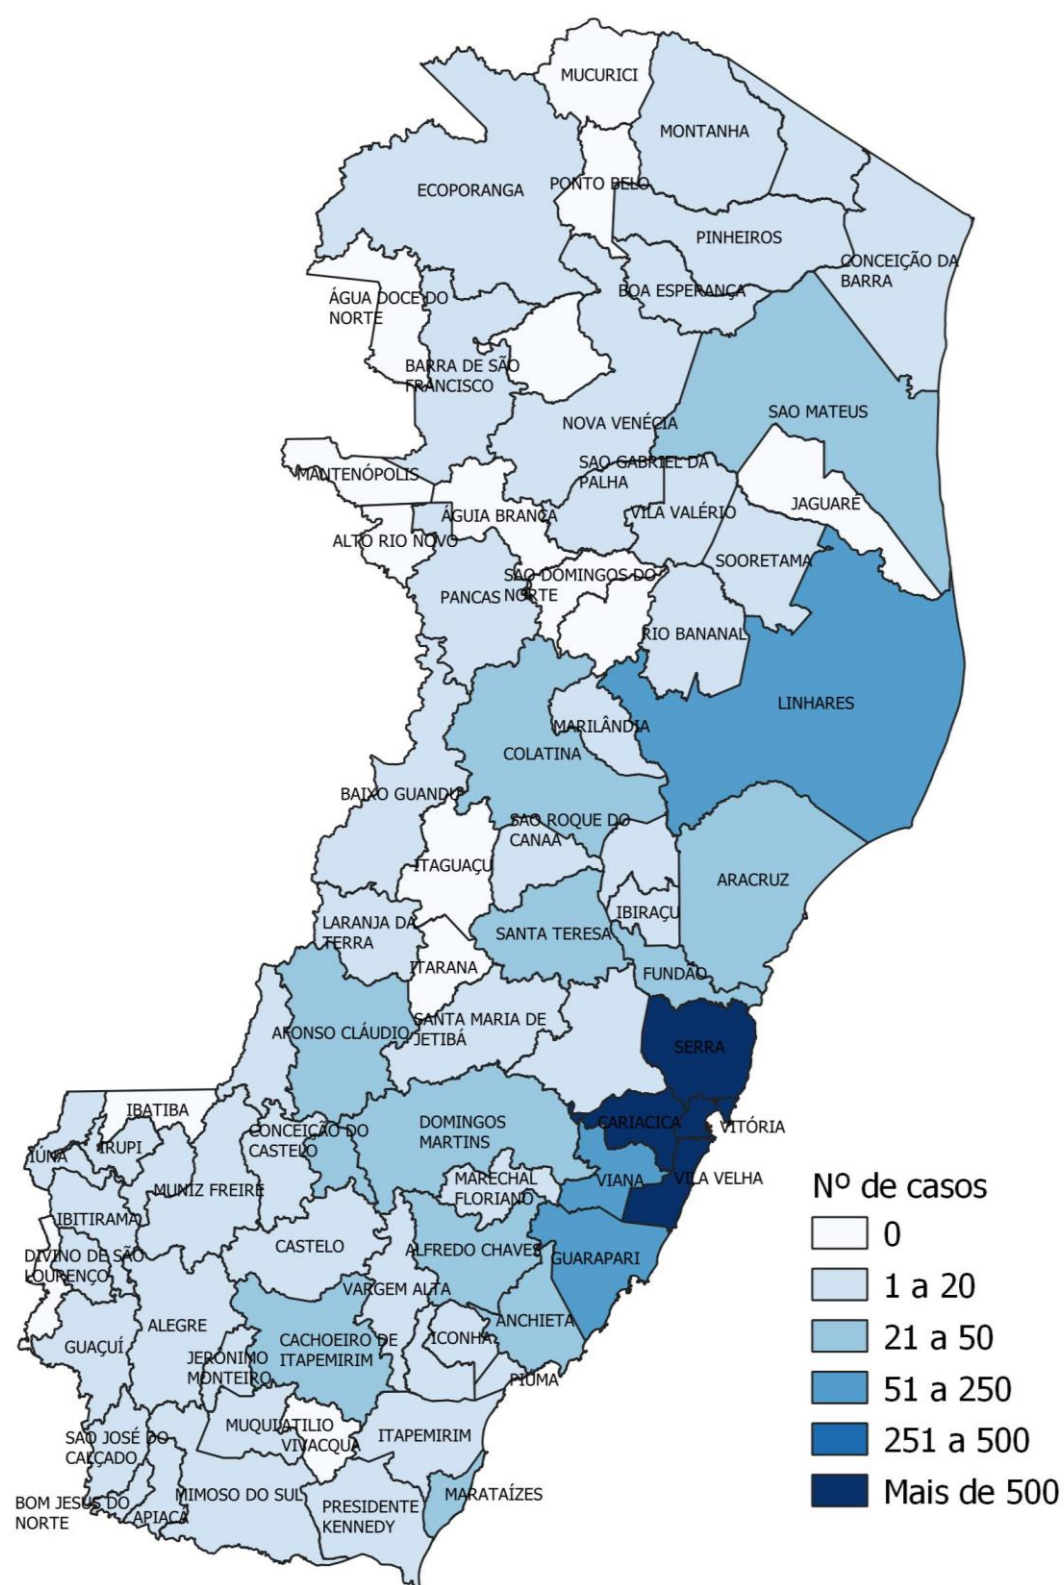 MUCURICI
MONTANHA
PONTO BELO
ECOPORANGA
PINHEIROS
CONCEIÇÃO DA
BARRA
BOA ESPERANÇA
ÁGUA DOCE DO
NORTE
BARRA DE SÃO
FRANCISCO
SAO MATEUS
NOVA VENÉCIA
SAO GABRIEL DA
PALHA
MANTENÓPOLIS
JAGUARÉ
VILA VALÉRIO
ÁGUIA BRANCA
ALTO RIO NOVO
SOORETAMA
SAO DOMINGOS DO
NORTE
PANCAS
RIO BANANAL
LINHARES
MARILÂNDIA
COLATINA
BAIXO GUANDU
SAO ROQUE DO
CANAA
ITAGUAÇU
ARACRUZ
IBIRAÇU
LARANJA DA
TERRA
SANTA TERESA
ITARANA
FUNDÃO
SANTA MARIA DE
JETIBÁ
AFONSO CLÁUDIO
SERRA
IBATIBA
CARIACICA
VITÓRIA
DOMINGOS
MARTINS
CONCEIÇÃO DO
CASTELO
IRUPI
IÚNA
MARECHAL
FLORIANO
VIANA
VILA VELHA
MUNIZ FREIRE
IBITIRAMA
CASTELO
ALFREDO CHAVES
GUARAPARI
DIVINO DE SÃO
LOURENÇO
VARGEM ALTA
ANCHIETA
ALEGRE
ICONHA
CACHOEIRO DE
ITAPEMIRIM
GUAÇUÍ
JERONIMO
MONTEIRO
PIÚMA
MUQUI
ATILIO
VIVACQUA
ITAPEMIRIM
SAO JOSÉ DO
CALÇADO
MIMOSO DO SUL
MARATAÍZES
BOM JESUS DO
NORTE
APIACÁ
PRESIDENTE
KENNEDY
Nº de casos
0
1 a 20
21 a 50
51 a 250
251 a 500
Mais de 500